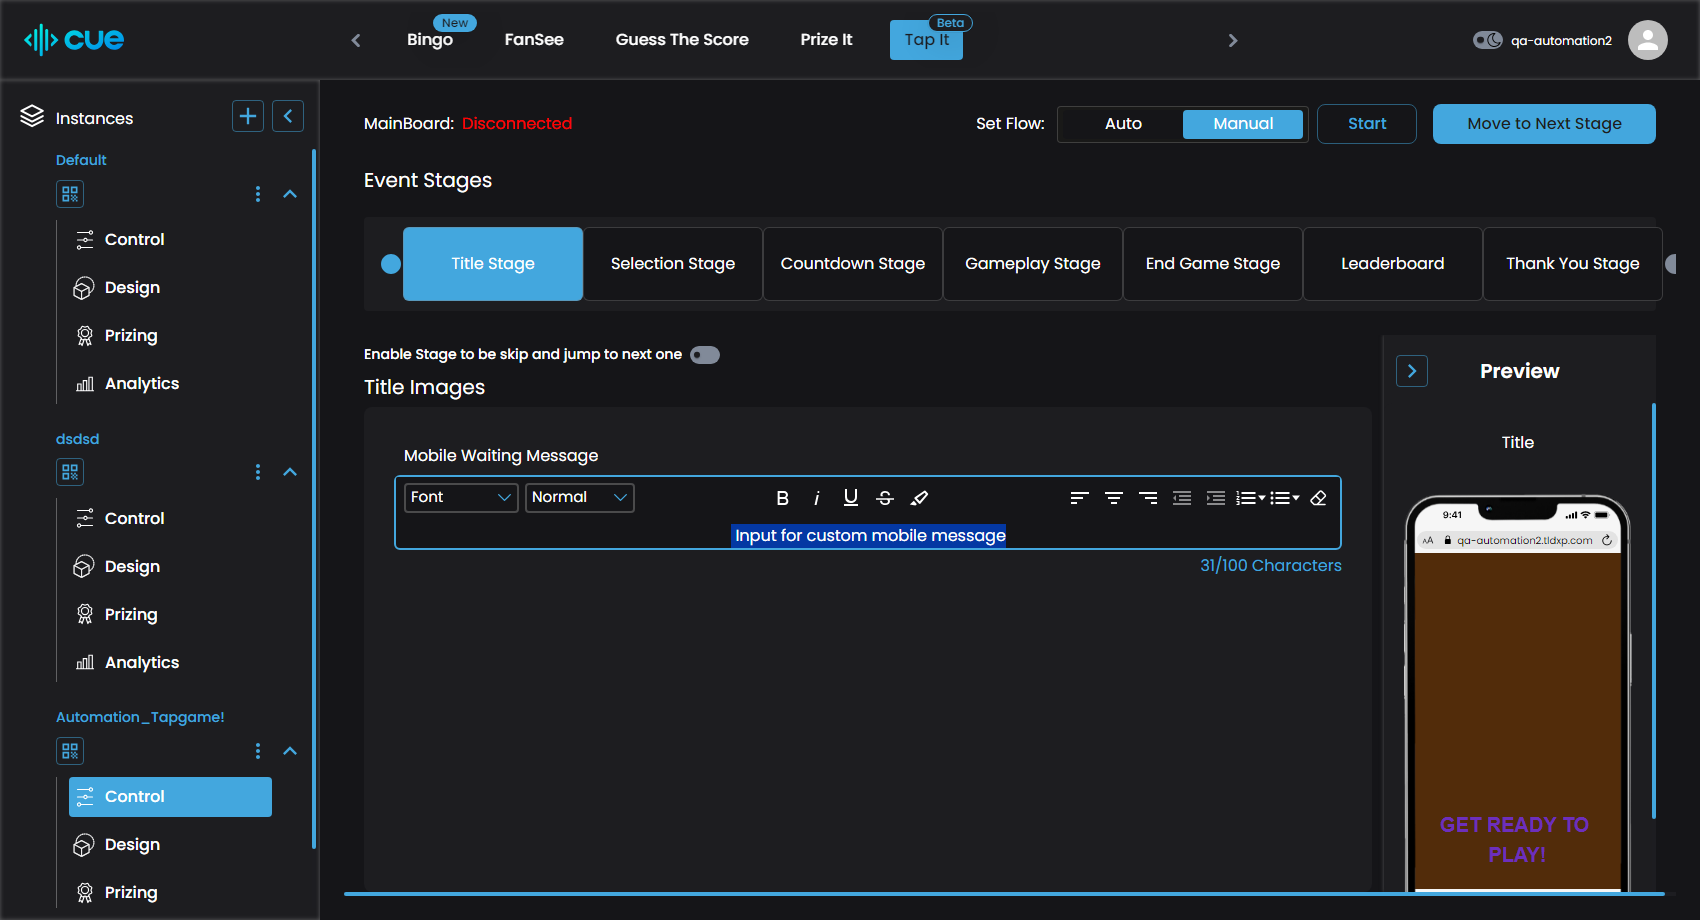 cue
Bingo
New
FanSee
Guess The Score
Prize It
Tap It
Beta
qa-automation2
Instances
Default
Control
Design
Prizing
Analytics
dsdsd
Control
Design
Prizing
Analytics
Automation_Tapgame!
Control
Design
Prizing
MainBoard: Disconnected
Set Flow:
Auto
Manual
Start
Move to Next Stage
Event Stages
Title Stage
Selection Stage
Countdown Stage
Gameplay Stage
End Game Stage
Leaderboard
Thank You Stage
Enable Stage to be skip and jump to next one
Title Images
Mobile Waiting Message
Font
Normal
B
i
U
S
Input for custom mobile message
31/100 Characters
Preview
Title
9:41
AA
qa-automation2.tldxp.com
GET READY TO
PLAY!